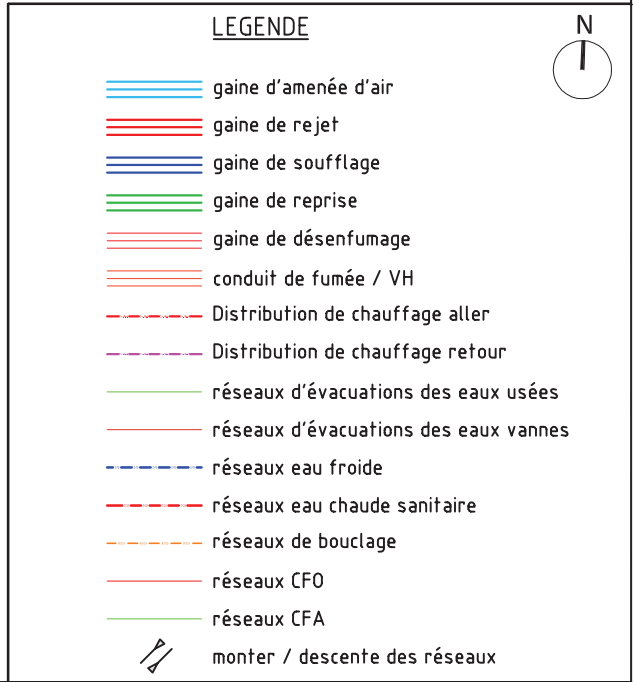 LEGENDE
N
gaine d'amenée d'air
gaine de rejet
gaine de soufflage
gaine de reprise
gaine de désenfumage
conduit de fumée / VH
Distribution de chauffage aller
Distribution de chauffage retour
réseaux d'évacuations des eaux usées
réseaux d'évacuations des eaux vannes
réseaux eau froide
réseaux eau chaude sanitaire
réseaux de bouclage
réseaux CFO
réseaux CFA
monter / descente des réseaux